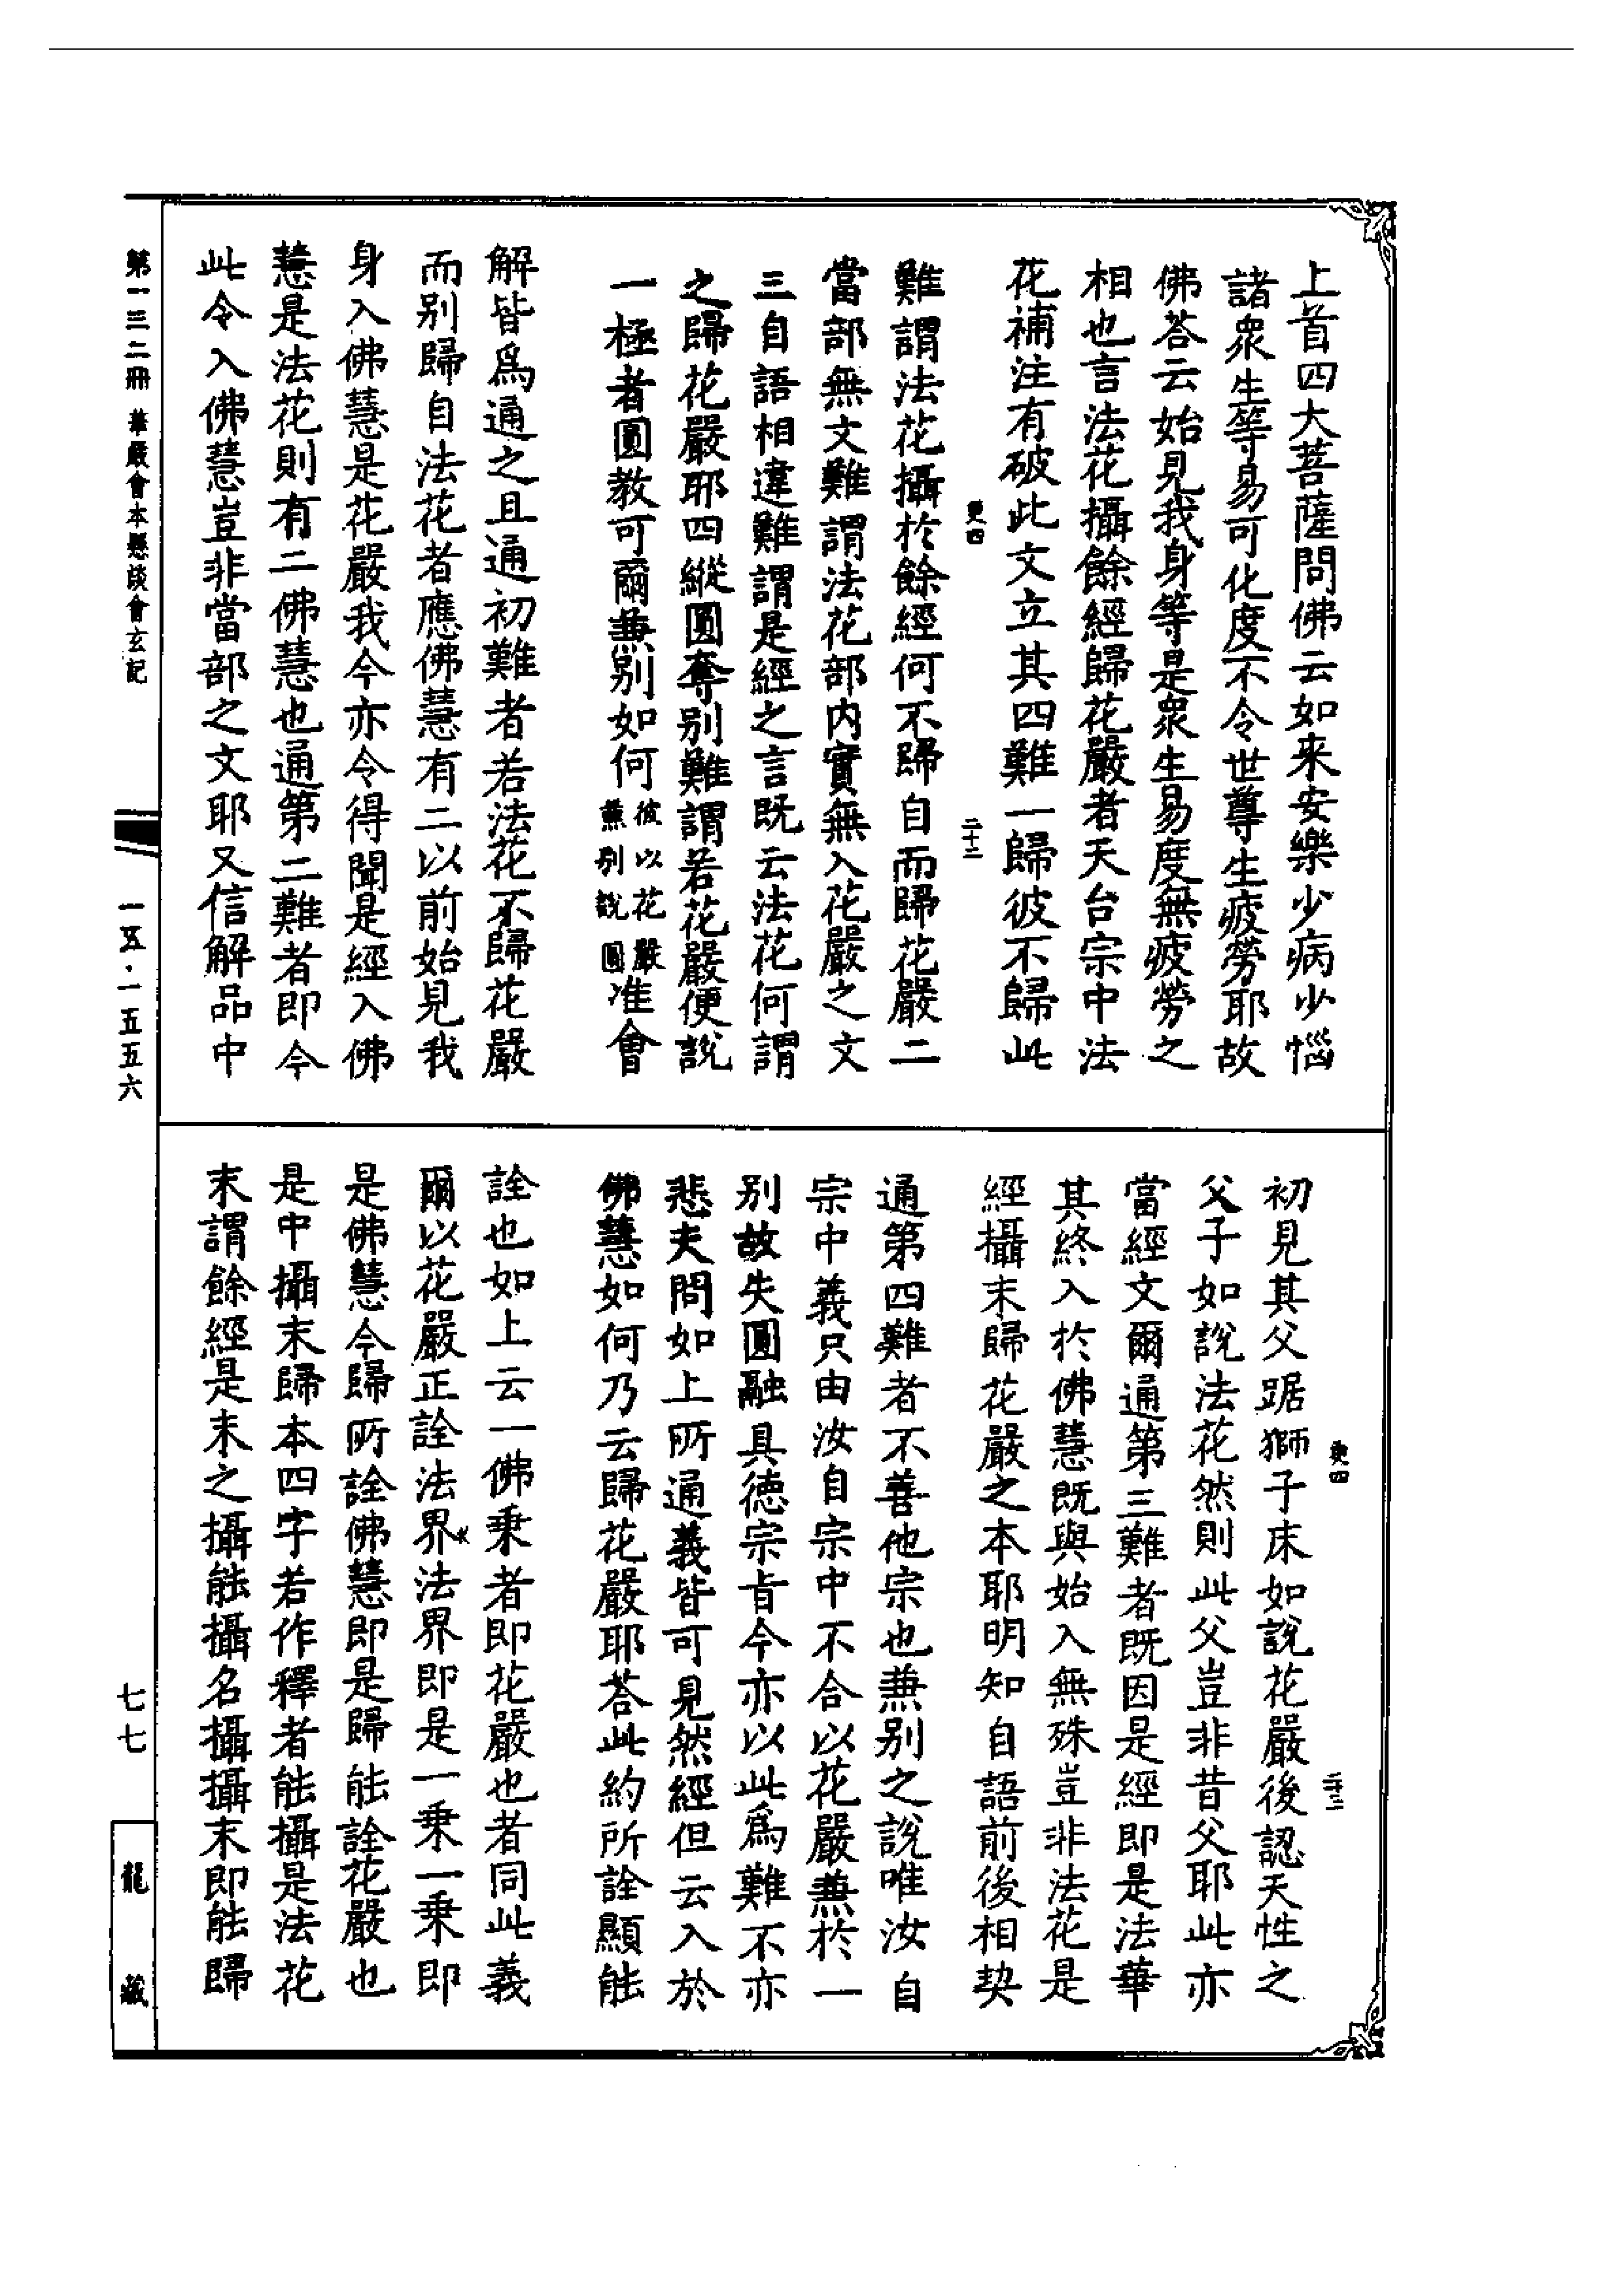 上首四大菩薩問佛云如來安樂少病少惱
諸衆生等易可化度不令世尊生疲勞耶故
佛荅云始見我身等是衆生易度無疲勞之
相也言法花攝餘經歸花嚴者天台宗中法
花補注有破此文立其四難一歸彼不歸此
更四 二十二
難謂法花攝於餘經何不歸自而歸花嚴二
當部無文難謂法花部内實無入花嚴之文
三自語相違難謂是經之言既云法花何謂
之歸花嚴耶四縱圓奪別難謂若花嚴便説
一極者圓教可爾兼別如何彼以花嚴兼別説圓准會
解皆爲通之且通初難者若法花不歸花嚴
而別歸自法花者應佛慧有二以前始見我
身入佛慧是花嚴我今亦令得聞是經入佛
慧是法花則有二佛慧也通第二難者即今
此令入佛慧豈非當部之文耶又信解品中
初見其父踞獅子床如説花嚴後認天性之
父子如説法花然則此父豈非昔父耶此亦
當經文爾通第三難者既因是經即是法華
其終入於佛慧既與始入無殊豈非法花是
經攝末歸花嚴之本耶明知自語前後相契
更四 二十三
通第四難者不善他宗也兼別之説唯汝自
宗中義只由汝自宗中不合以花嚴兼於一
別故失圓融具德宗旨今亦以此爲難不亦
悲夫問如上所通義皆可見然經但云入於
佛慧如何乃云歸花嚴耶荅此約所詮顯能
詮也如上云一佛乗者即花嚴也者同此義
爾以花嚴正詮法界法界即是一乗一乗即
是佛慧今歸所詮佛慧即是歸能詮花嚴也
是中攝末歸本四字若作釋者能攝是法花
末謂餘經是末之攝能攝名攝攝末即能歸
第一三二冊 華嚴會本懸談會玄記
一五·一五五六
七七
龍藏